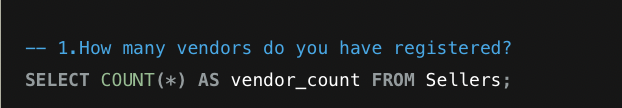 -- 1.How many vendors do you have registered?
SELECT COUNT(*) AS vendor_count FROM Sellers;